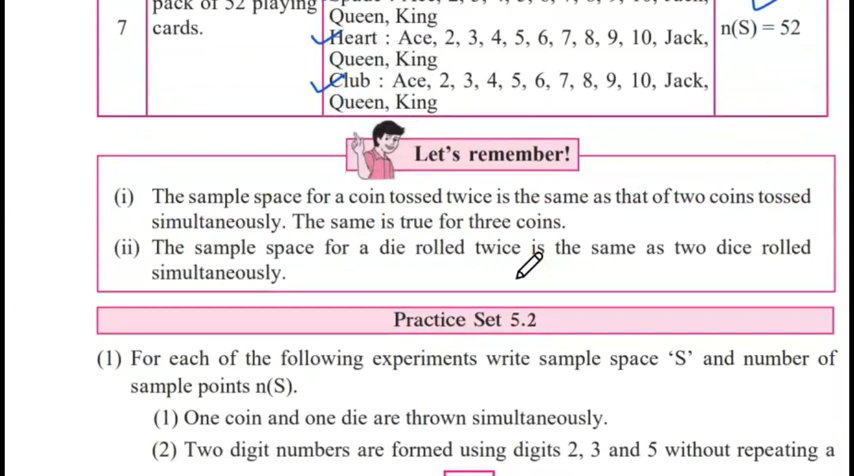 pack of 52 playing
Queen, King
7 cards.
Heart : Ace, 2, 3, 4, 5, 6, 7, 8, 9, 10, Jack,
n(S) = 52
Queen, King
Club : Ace, 2, 3, 4, 5, 6, 7, 8, 9, 10, Jack,
Queen, King
Let's remember!
(i) The sample space for a coin tossed twice is the same as that of two coins tossed
simultaneously. The same is true for three coins.
(ii) The sample space for a die rolled twice is the same as two dice rolled
simultaneously.
Practice Set 5.2
(1) For each of the following experiments write sample space ‘S’ and number of
sample points n(S).
(1) One coin and one die are thrown simultaneously.
(2) Two digit numbers are formed using digits 2, 3 and 5 without repeating a